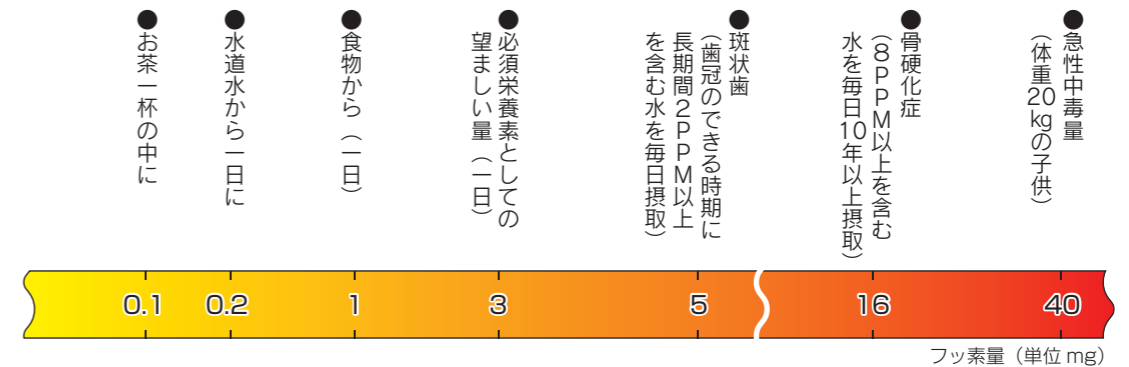 ●お茶一杯の中に
●水道水から一日に
●食物から（一日）
●必須栄養素としての
望ましい量（一日）
●斑状歯
（歯冠のできる時期に
長期間２ＰＰＭ以上
を含む水を毎日摂取）
●骨硬化症
（８ＰＰＭ以上を含む
水を毎日10年以上摂取）
●急性中毒量
（体重20kgの子供）
0.1 0.2 1 3 5 16 40
フッ素量（単位 mg）